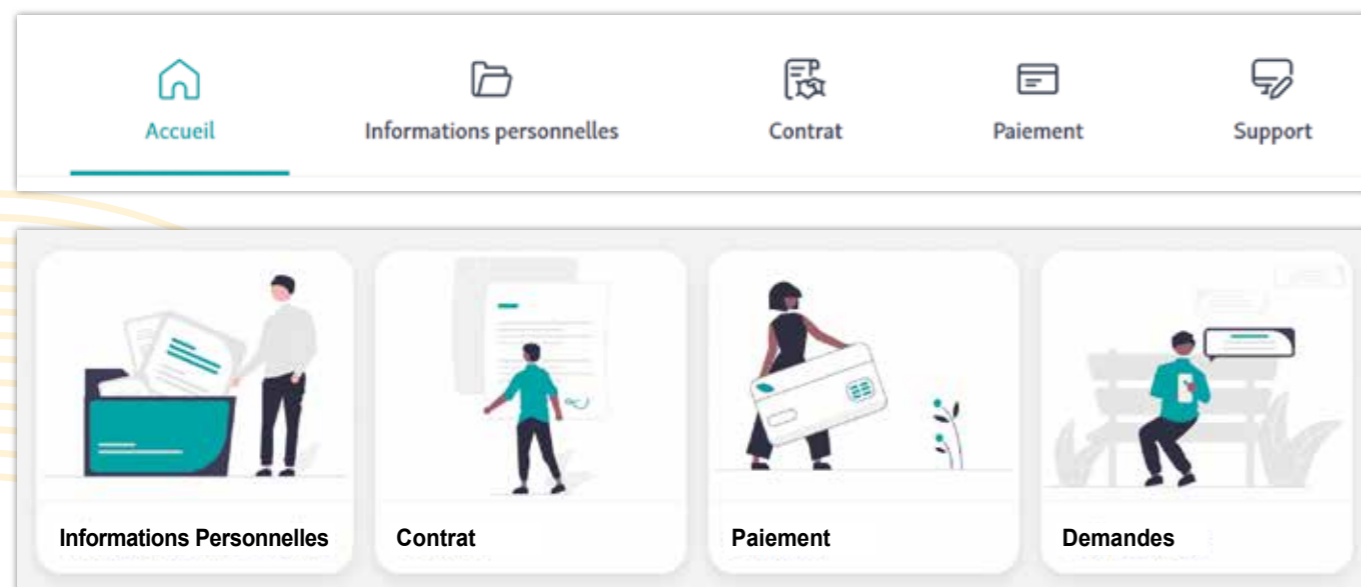 Accueil
Informations personnelles
Contrat
Paiement
Support
Informations Personnelles
Contrat
Paiement
Demandes